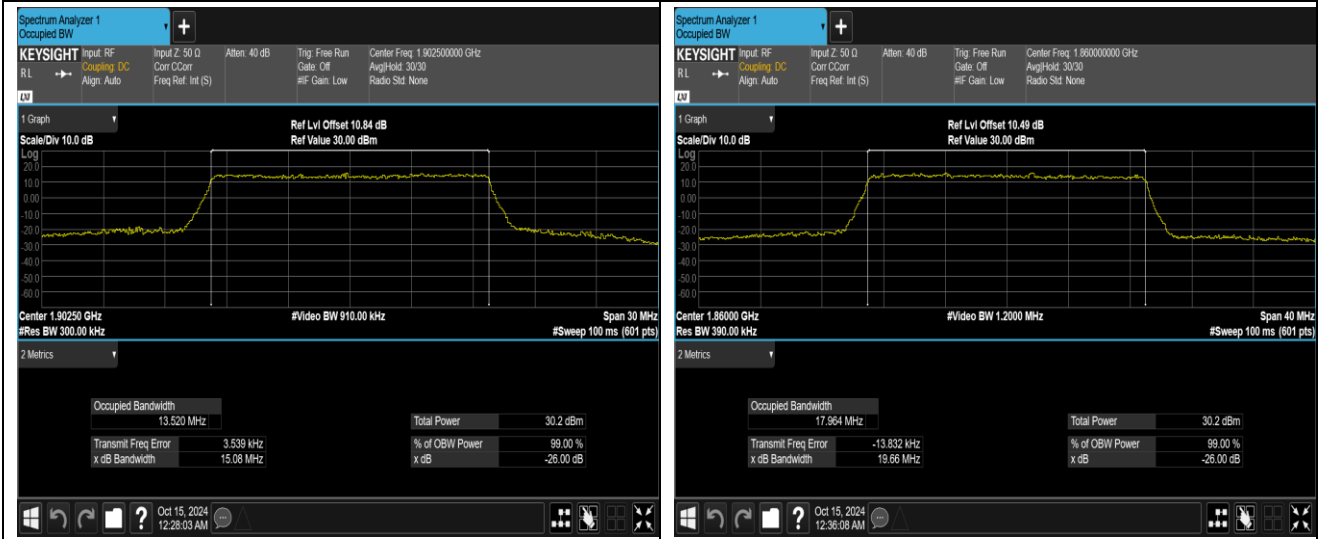 Spectrum Analyzer 1
Occupied BW
+
KEYSIGHT Input: RF Input Z: 50 Ω Atten: 40 dB Trig: Free Run Center Freq: 1.902500000 GHz
RL Coupling: DC Corr CCorr Gate: Off Avg|Hold: 30/30
Align: Auto Freq Ref: Int (S) #IF Gain: Low Radio Std: None
LXI
1 Graph
Ref Lvl Offset 10.84 dB
Scale/Div 10.0 dB Ref Value 30.00 dBm
Log
20.0
10.0
0.00
-10.0
-20.0
-30.0
-40.0
-50.0
-60.0
Center 1.90250 GHz #Video BW 910.00 kHz Span 30 MHz
#Res BW 300.00 kHz #Sweep 100 ms (601 pts)
2 Metrics
Occupied Bandwidth
13.520 MHz Total Power 30.2 dBm
Transmit Freq Error 3.539 kHz % of OBW Power 99.00 %
x dB Bandwidth 15.08 MHz x dB -26.00 dB
? Oct 15, 2024
12:28:03 AM
Spectrum Analyzer 1
Occupied BW
+
KEYSIGHT Input: RF Input Z: 50 Ω Atten: 40 dB Trig: Free Run Center Freq: 1.860000000 GHz
RL Coupling: DC Corr CCorr Gate: Off Avg|Hold: 30/30
Align: Auto Freq Ref: Int (S) #IF Gain: Low Radio Std: None
LXI
1 Graph
Ref Lvl Offset 10.49 dB
Scale/Div 10.0 dB Ref Value 30.00 dBm
Log
20.0
10.0
0.00
-10.0
-20.0
-30.0
-40.0
-50.0
-60.0
Center 1.86000 GHz #Video BW 1.2000 MHz Span 40 MHz
Res BW 390.00 kHz #Sweep 100 ms (601 pts)
2 Metrics
Occupied Bandwidth
17.964 MHz Total Power 30.2 dBm
Transmit Freq Error -13.832 kHz % of OBW Power 99.00 %
x dB Bandwidth 19.66 MHz x dB -26.00 dB
? Oct 15, 2024
12:36:08 AM